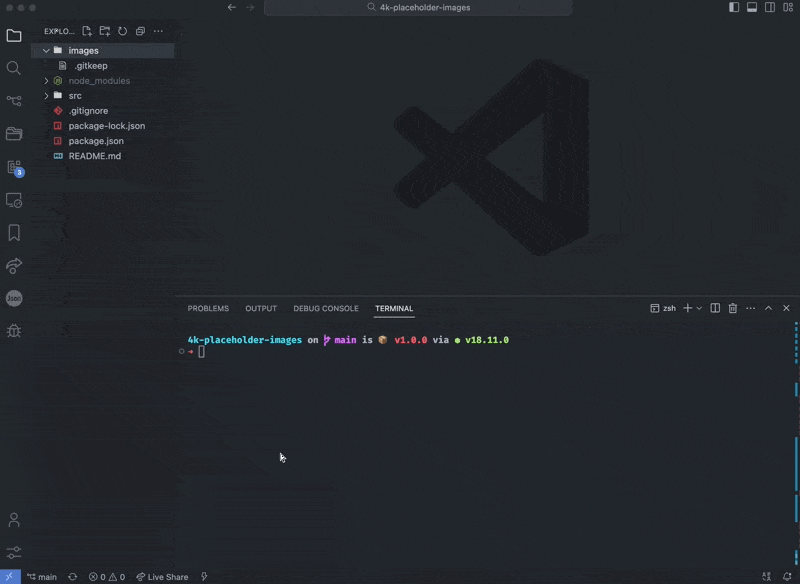 4k-placeholder-images
EXPLO...
images
.gitkeep
node_modules
src
.gitignore
package-lock.json
package.json
README.md
3
Json
PROBLEMS OUTPUT DEBUG CONSOLE TERMINAL
zsh
4k-placeholder-images on main is 📦 v1.0.0 via v18.11.0
main 0 0 Live Share